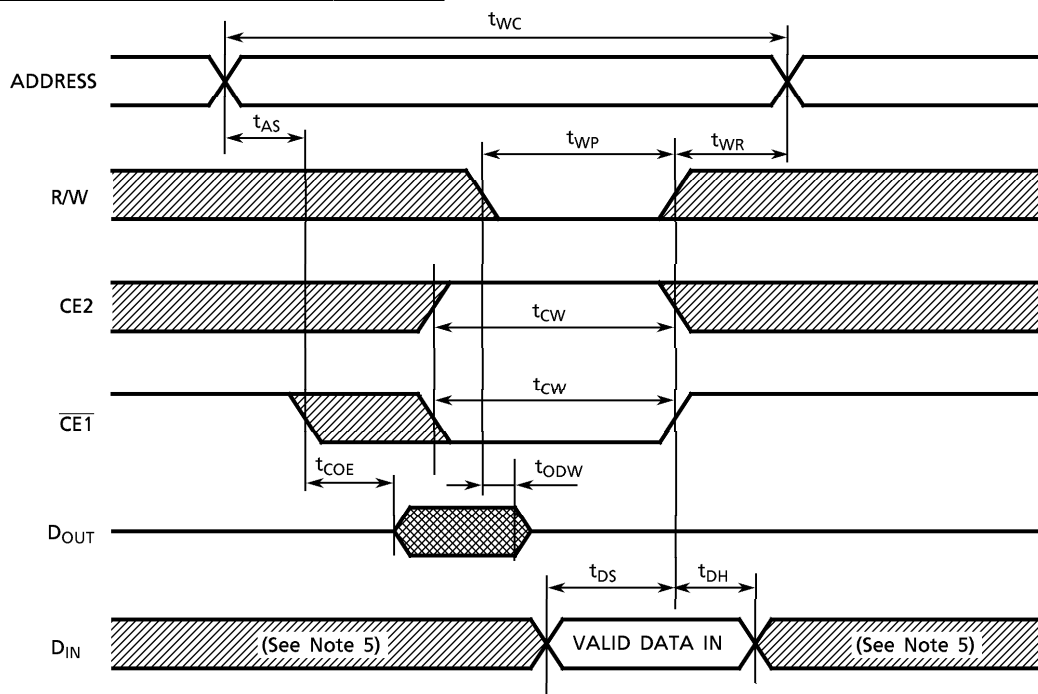 tWC
ADDRESS
tAS
tWP
tWR
R/W
CE2
tCW
CE1
tCW
tCOE
tODW
DOUT
tDS
tDH
DIN
(See Note 5)
VALID DATA IN
(See Note 5)